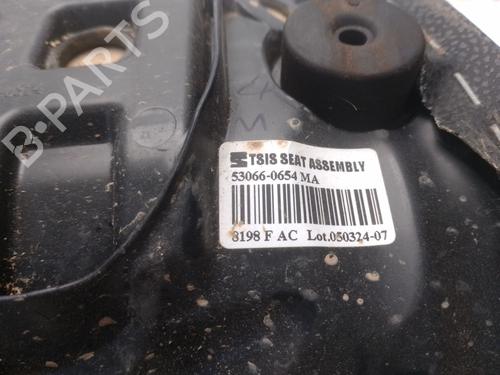 TSIS SEAT ASSEMBLY
53066-0654 MA
8198 F AC Lot.050324-07
M
B-PARTS